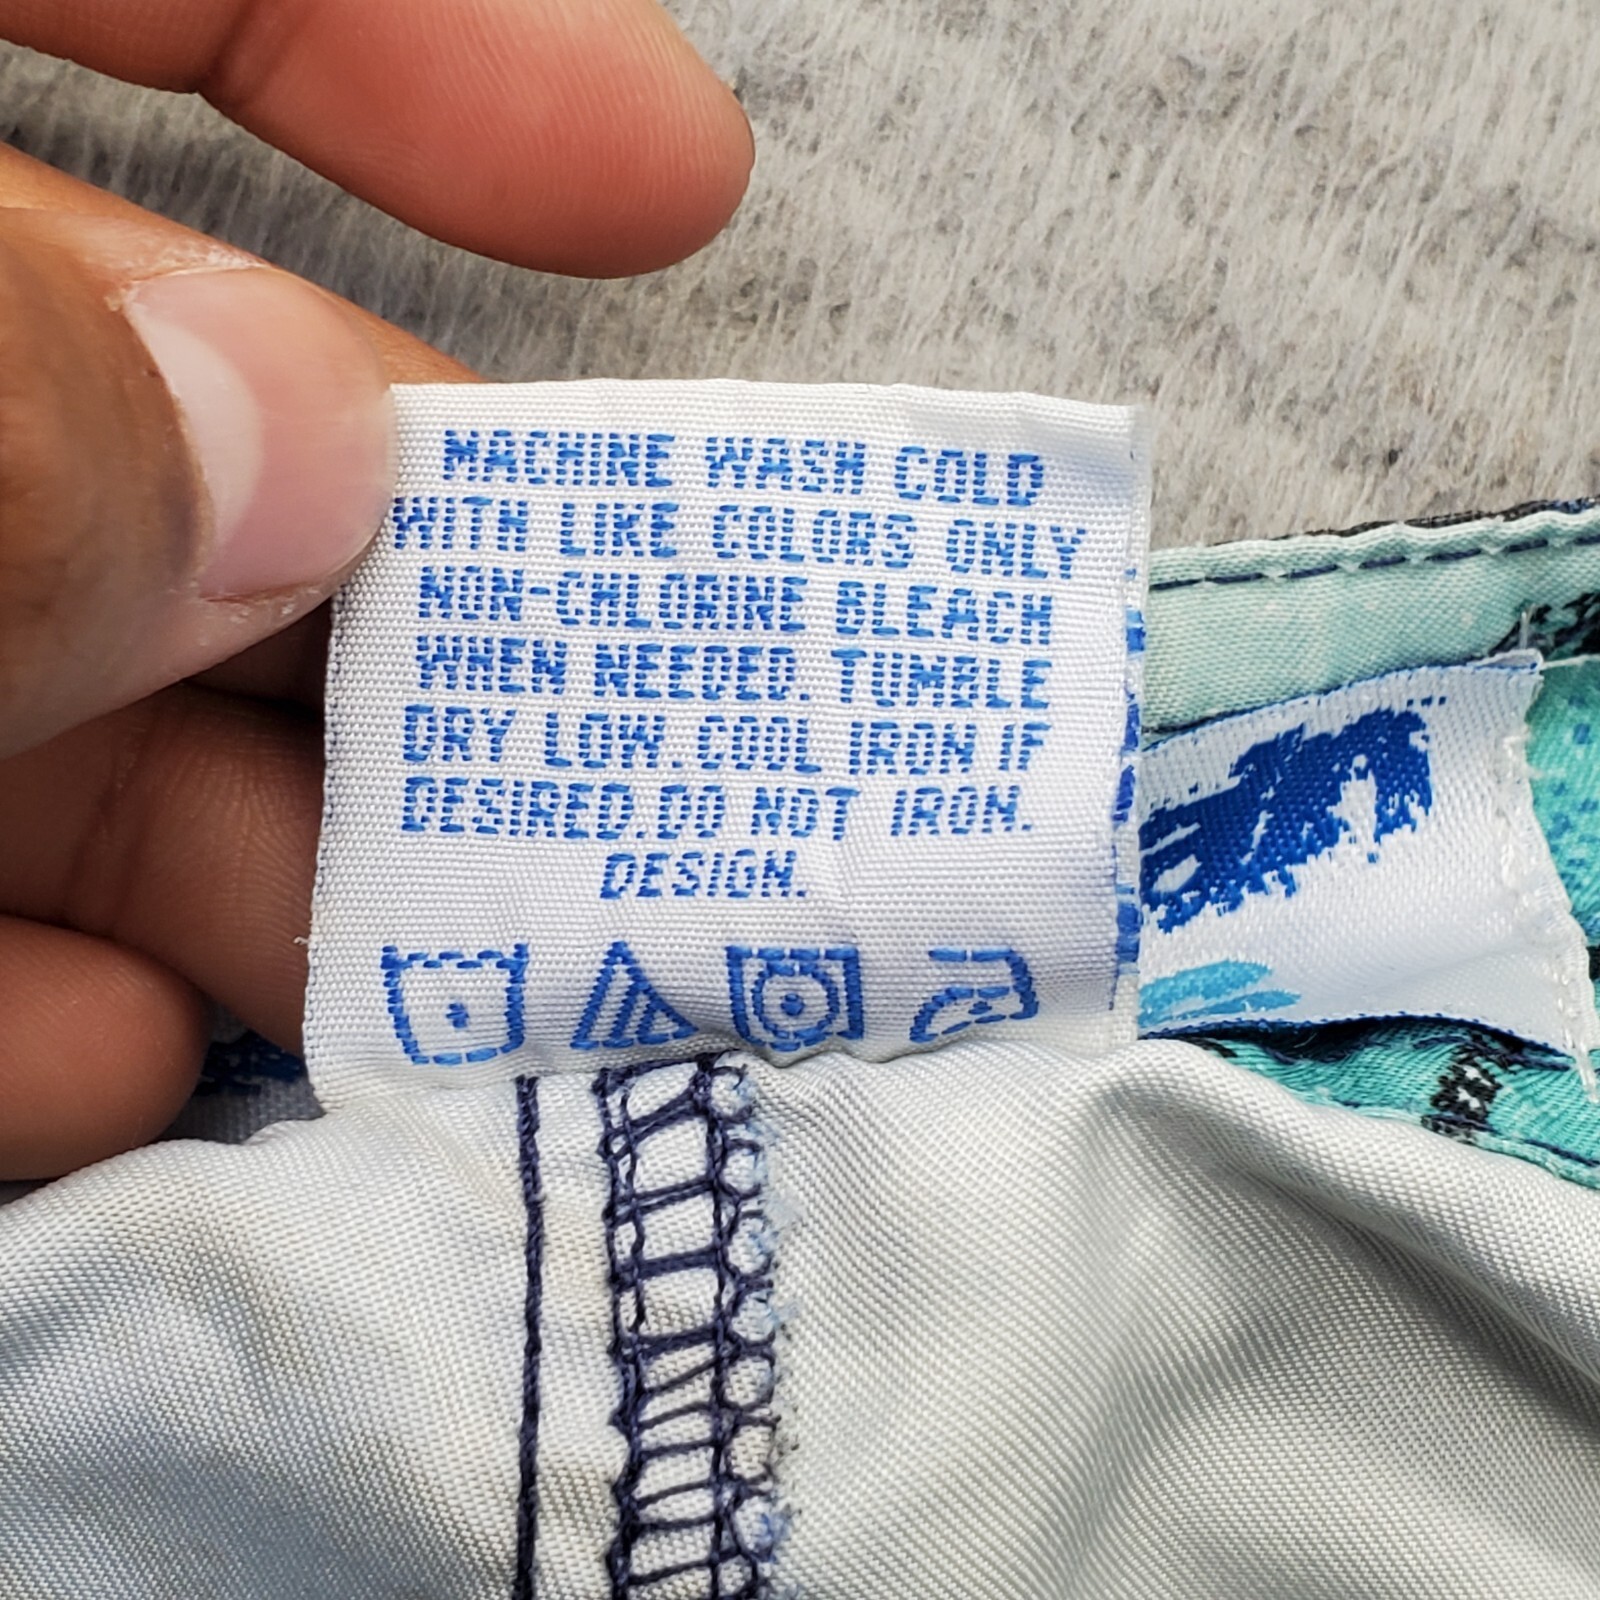 MACHINE WASH COLD
WITH LIKE COLORS ONLY
NON-CHLORINE BLEACH
WHEN NEEDED. TUMBLE
DRY LOW. COOL IRON IF
DESIRED. DO NOT IRON.
DESIGN.